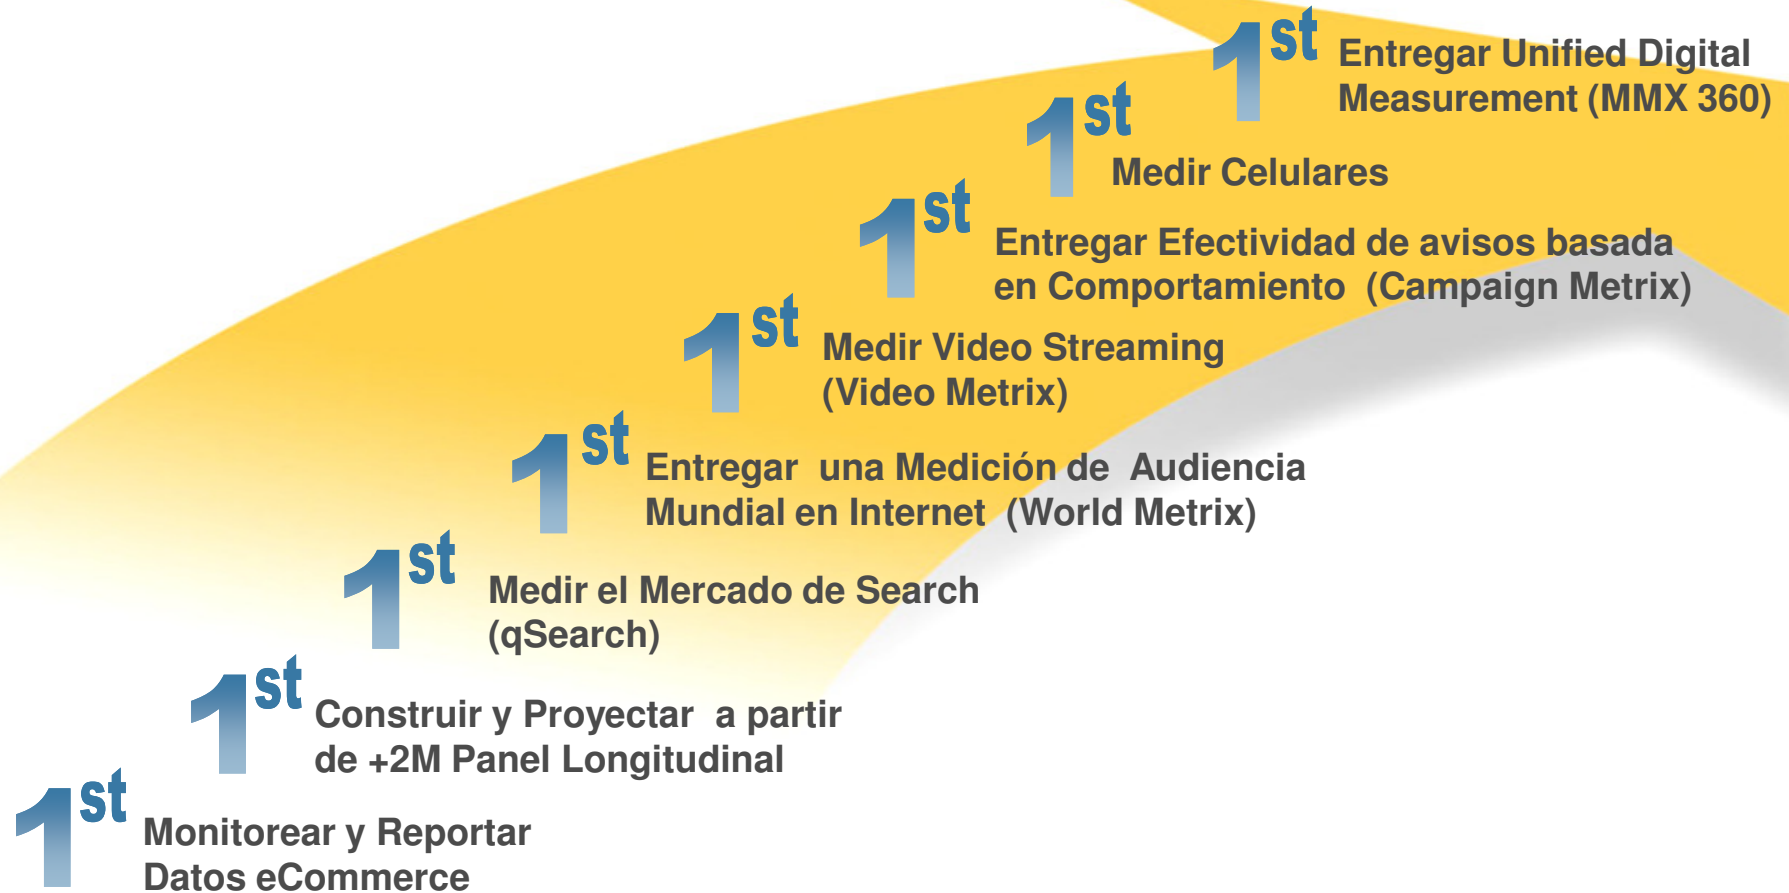 1st
Entregar Unified Digital
Measurement (MMX 360)
1st
Medir Celulares
1st
Entregar Efectividad de avisos basada
en Comportamiento (Campaign Metrix)
1st
Medir Video Streaming
(Video Metrix)
1st
Entregar una Medición de Audiencia
Mundial en Internet (World Metrix)
1st
Medir el Mercado de Search
(qSearch)
1st
Construir y Proyectar a partir
de +2M Panel Longitudinal
1st
Monitorear y Reportar
Datos eCommerce